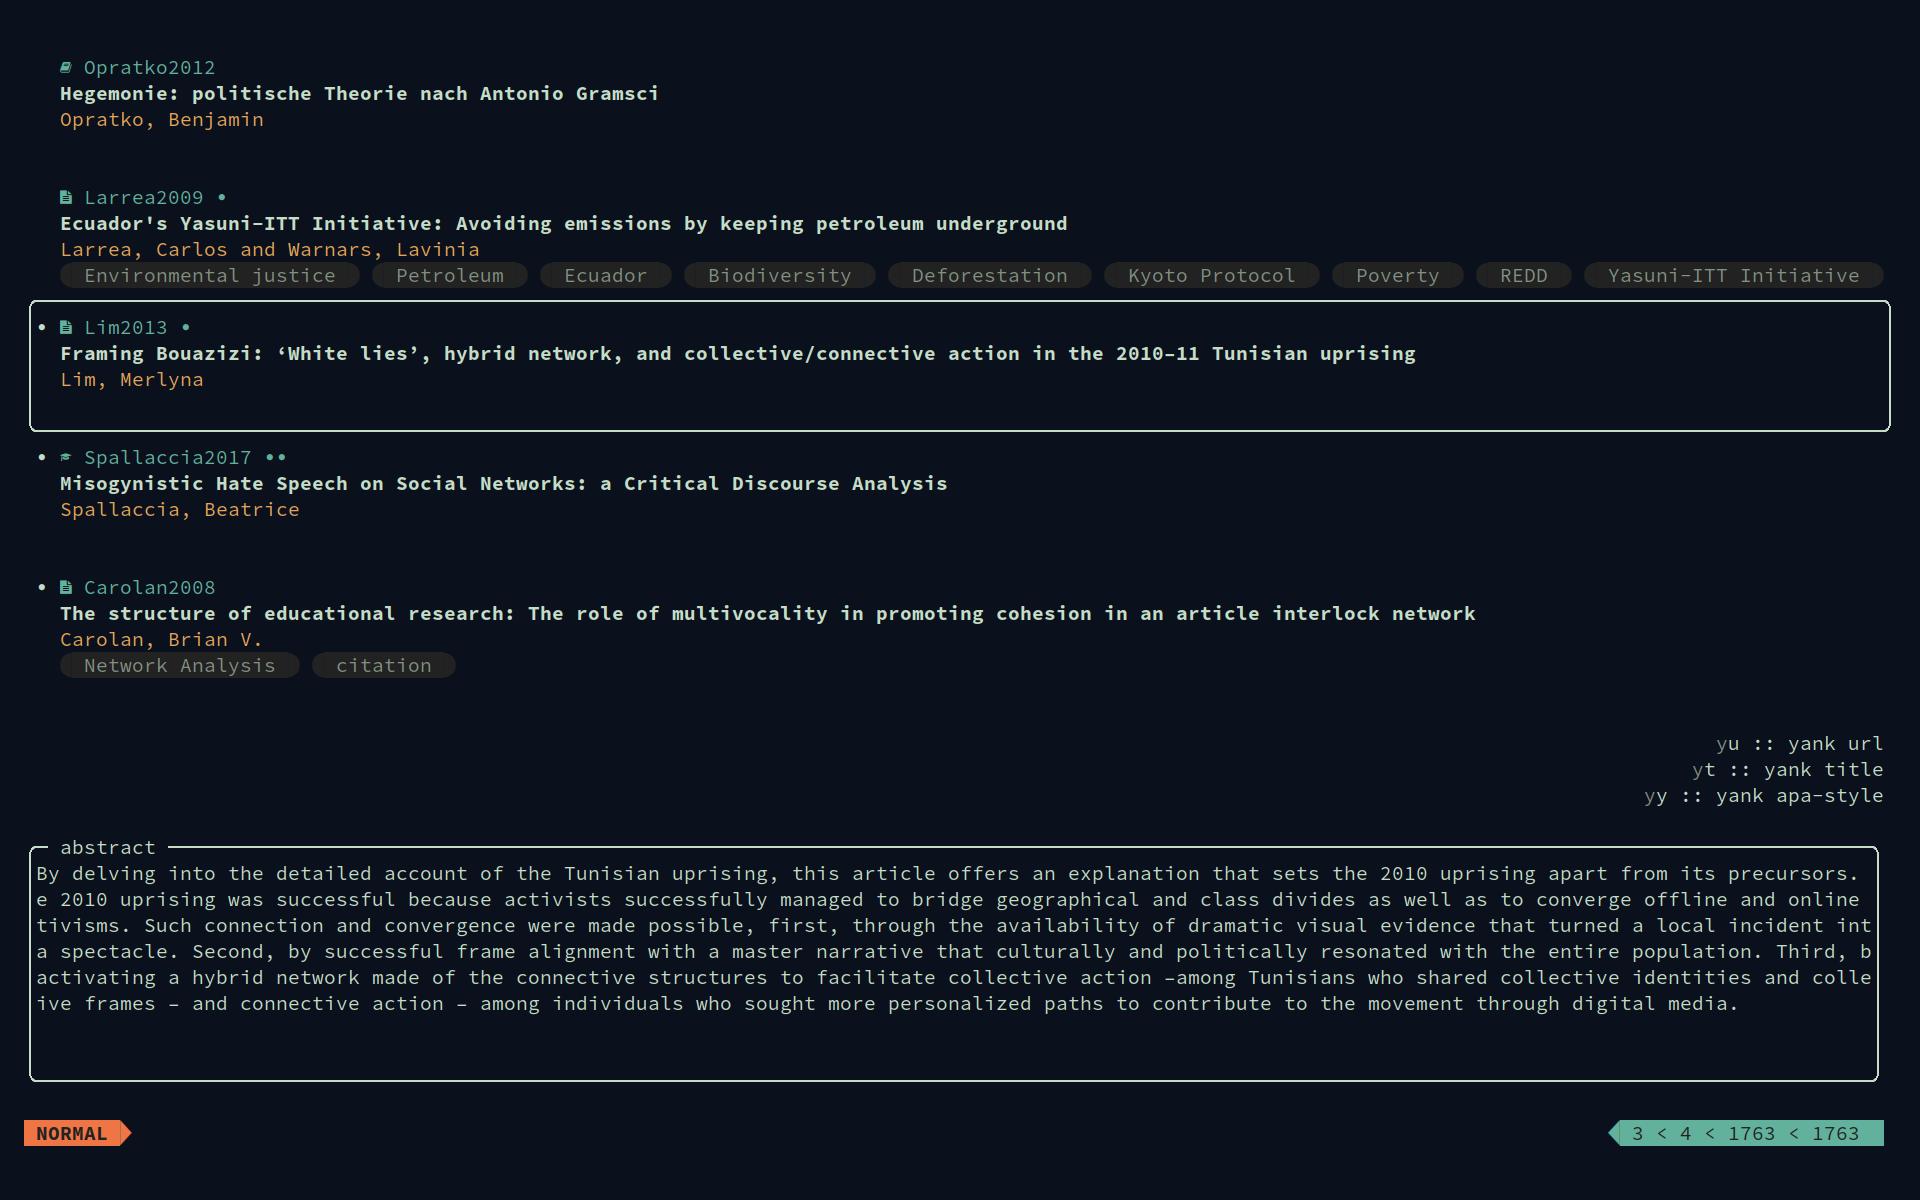 Opratko2012
Hegemonie: politische Theorie nach Antonio Gramsci
Opratko, Benjamin
Larrea2009 •
Ecuador's Yasuni-ITT Initiative: Avoiding emissions by keeping petroleum underground
Larrea, Carlos and Warnars, Lavinia
Environmental justice Petroleum Ecuador Biodiversity Deforestation Kyoto Protocol Poverty REDD Yasuni-ITT Initiative
• Lim2013 •
Framing Bouazizi: ‘White lies’, hybrid network, and collective/connective action in the 2010–11 Tunisian uprising
Lim, Merlyna
• Spallaccia2017 ••
Misogynistic Hate Speech on Social Networks: a Critical Discourse Analysis
Spallaccia, Beatrice
• Carolan2008
The structure of educational research: The role of multivocality in promoting cohesion in an article interlock network
Carolan, Brian V.
Network Analysis citation
yu :: yank url
yt :: yank title
yy :: yank apa-style
abstract
By delving into the detailed account of the Tunisian uprising, this article offers an explanation that sets the 2010 uprising apart from its precursors.
e 2010 uprising was successful because activists successfully managed to bridge geographical and class divides as well as to converge offline and online
tivisms. Such connection and convergence were made possible, first, through the availability of dramatic visual evidence that turned a local incident int
a spectacle. Second, by successful frame alignment with a master narrative that culturally and politically resonated with the entire population. Third, b
activating a hybrid network made of the connective structures to facilitate collective action –among Tunisians who shared collective identities and colle
ive frames – and connective action – among individuals who sought more personalized paths to contribute to the movement through digital media.
NORMAL
3 < 4 < 1763 < 1763